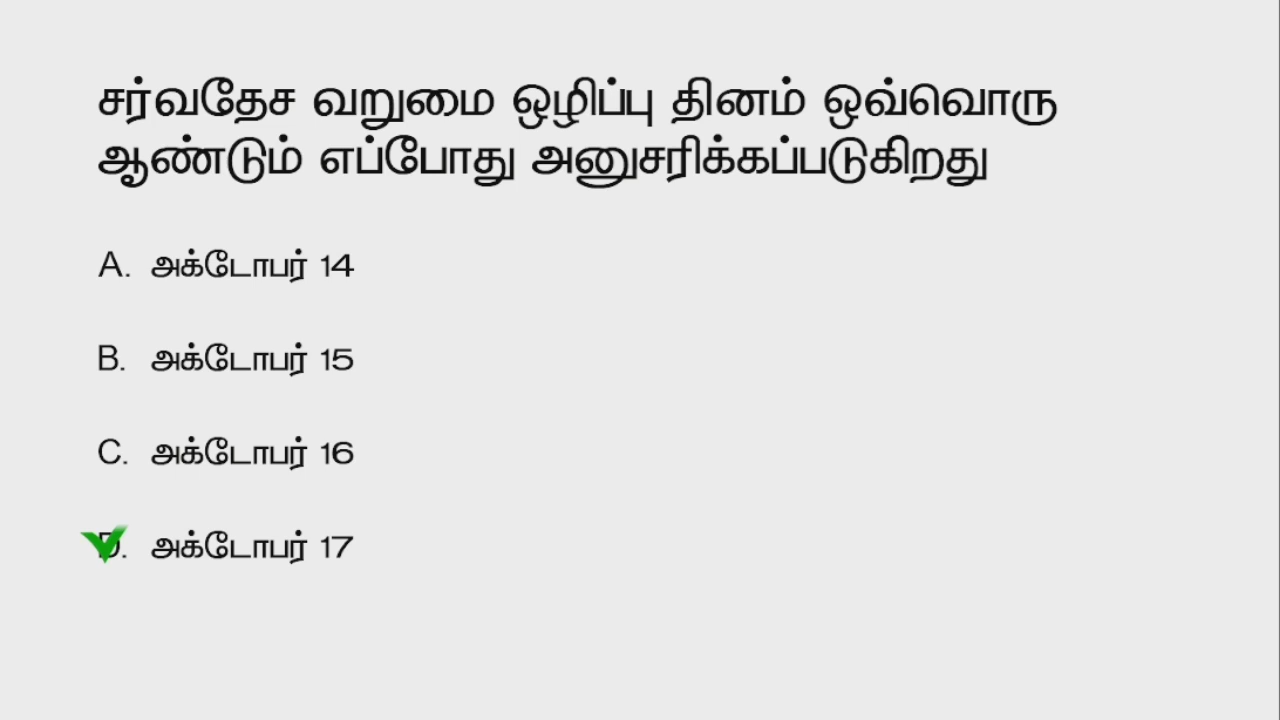 சர்வதேச வறுமை ஒழிப்பு தினம் ஒவ்வொரு
ஆண்டும் எப்போது அனுசரிக்கப்படுகிறது
A. அக்டோபர் 14
B. அக்டோபர் 15
C. அக்டோபர் 16
D. அக்டோபர் 17